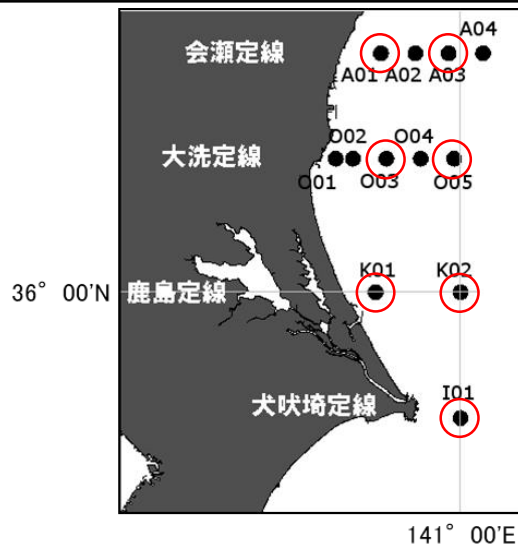 会瀬定線
A04
A01 A02 A03
O02 O04
大洗定線
O01 O03 O05
K01 K02
36° 00'N 鹿島定線
I01
犬吠埼定線
141° 00'E